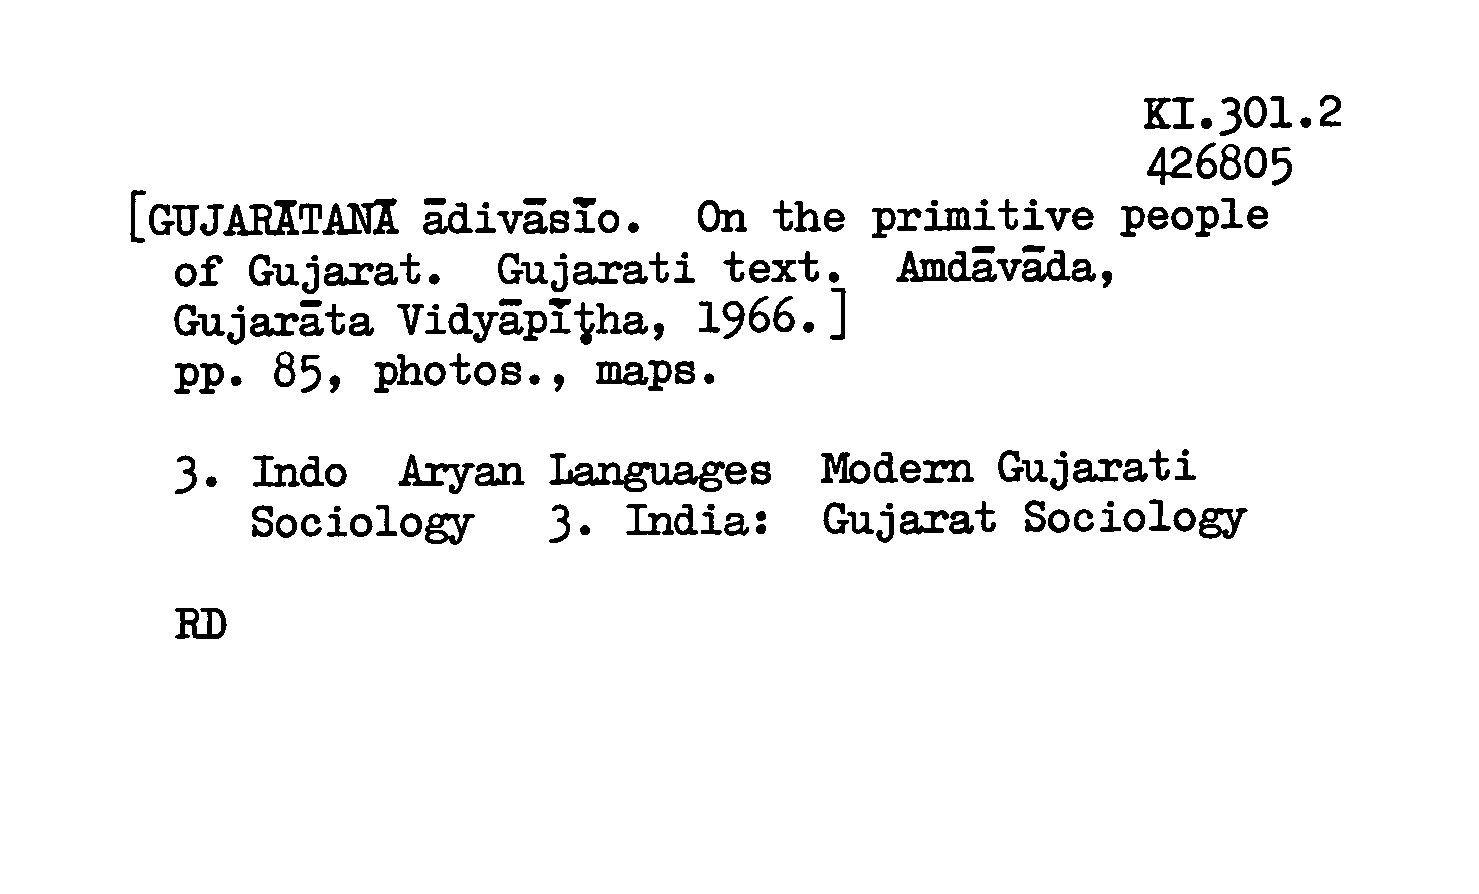 KI.301.2
426805
[GUJARĀTANĀ ādivāsīo. On the primitive people
of Gujarat. Gujarati text. Amdāvāda,
Gujarāta Vidyāpīṭha, 1966.]
pp. 85, photos., maps.
3. Indo Aryan Languages Modern Gujarati
Sociology 3. India: Gujarat Sociology
RD